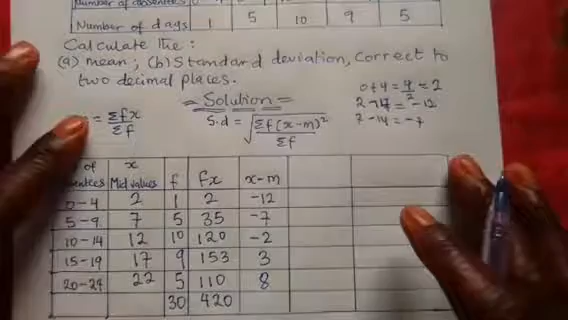 Number of days 1 5 10 9 5
Calculate the:
(a) mean; (b) Standard deviation, correct to
two decimal places.
= Solution =
0+4=4/2=2
2-14=-12
7-14=-7
= Σfx/Σf
S.d = √Σf(x-m)²/Σf
x
of Mid values f fx x-m
0-4 2 1 2 -12
5-9 7 5 35 -7
10-14 12 10 120 -2
15-19 17 9 153 3
20-24 22 5 110 8
30 420